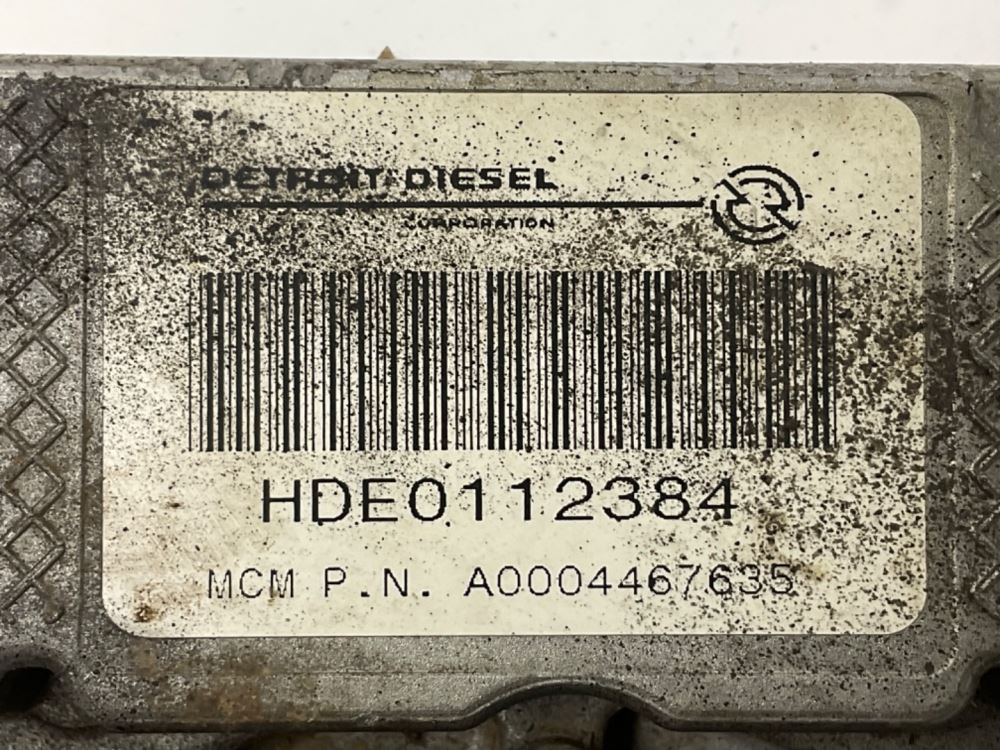 DETROIT DIESEL
CORPORATION
HDE0112384
MCM P.N. A0004467635